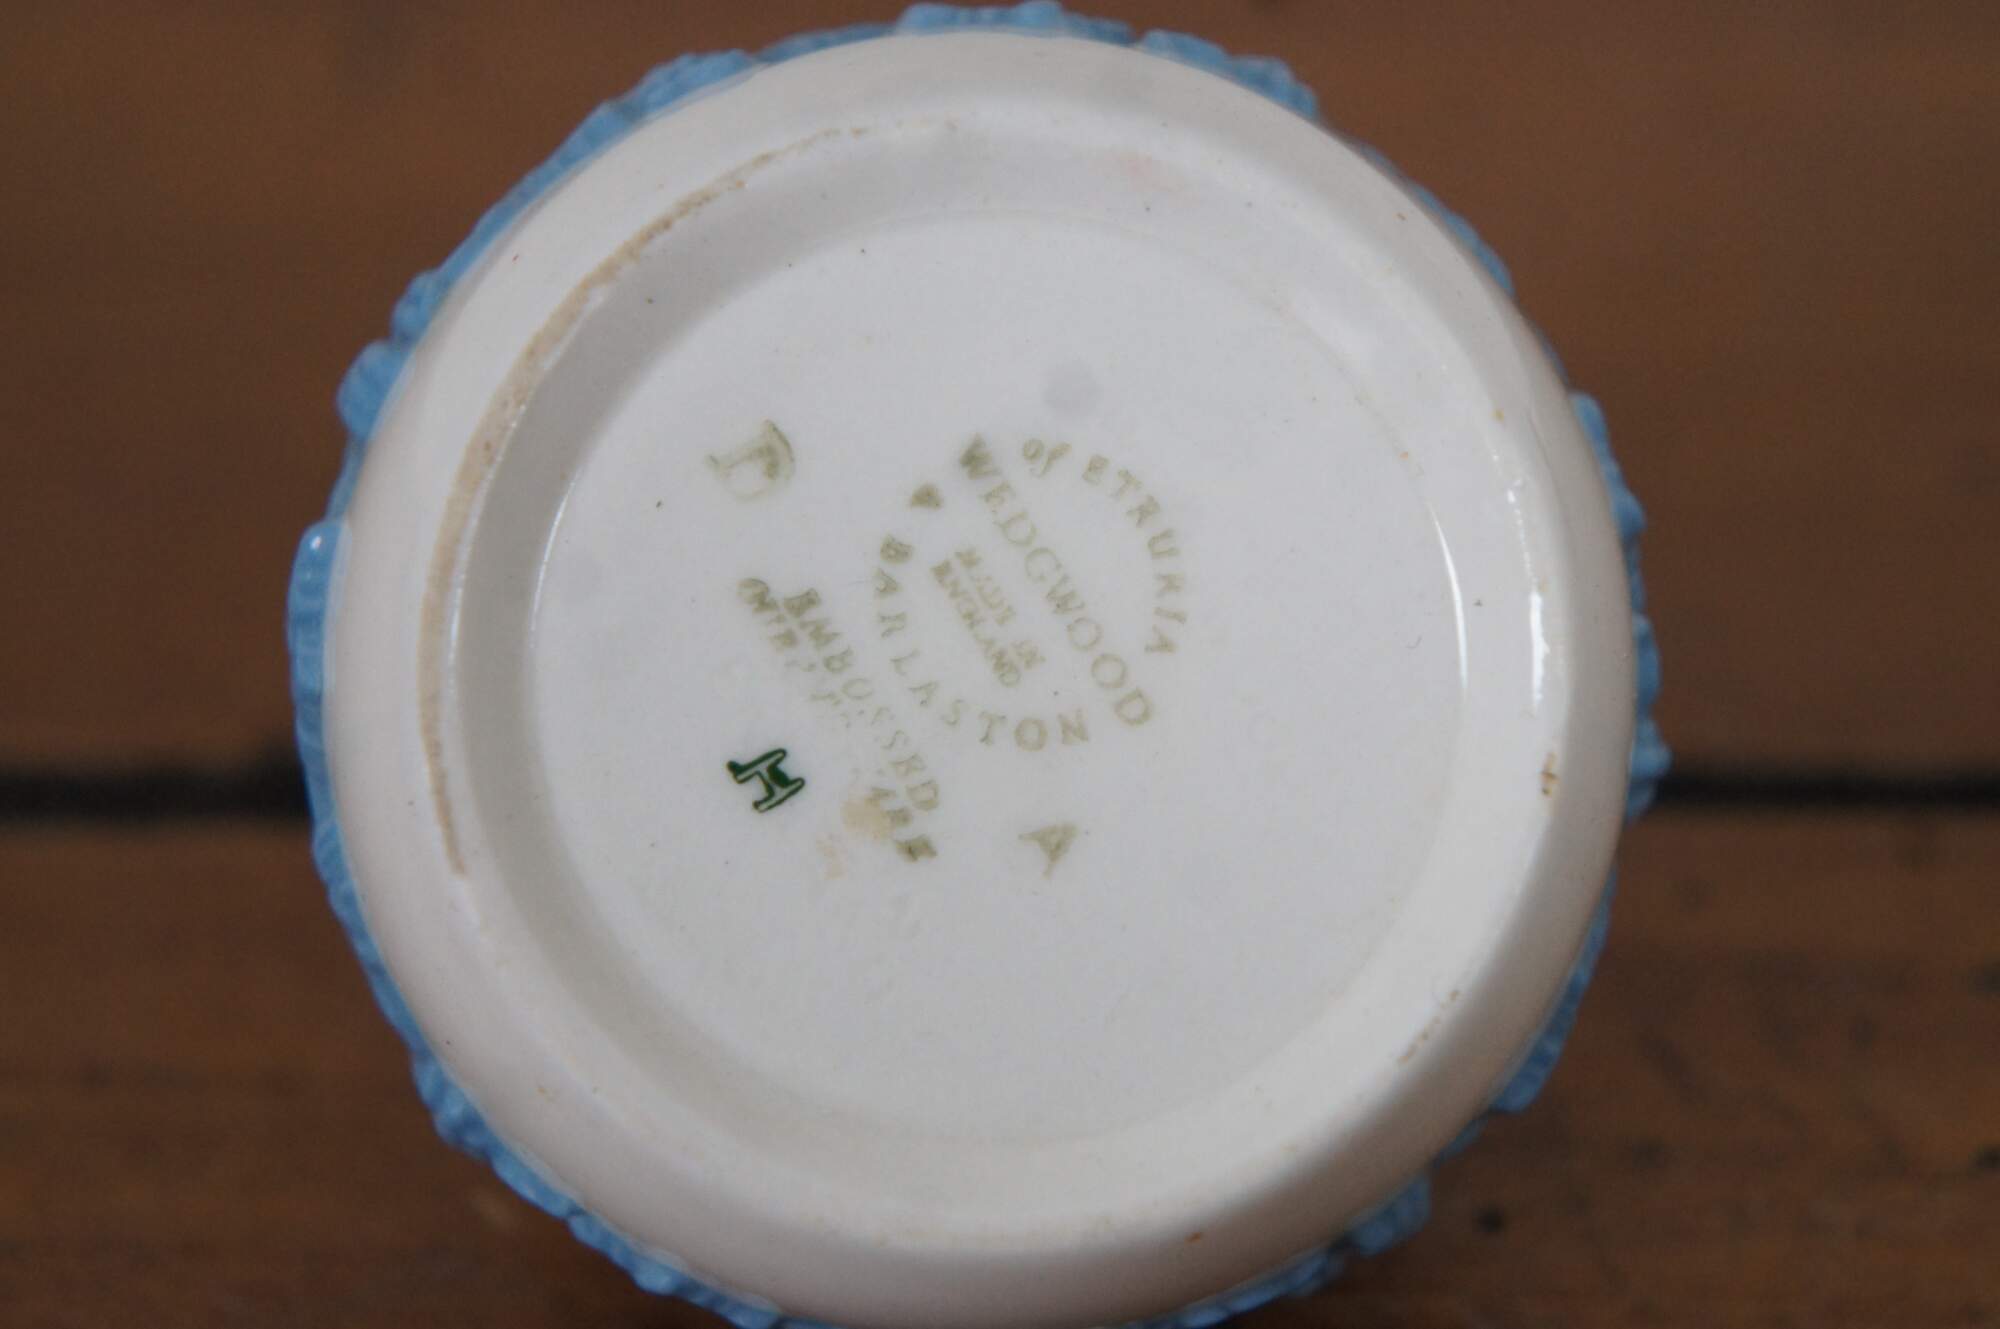 of ETRURIA
WEDGWOOD
MADE IN
ENGLAND
BARLASTON
EMBOSSED
D
H
A